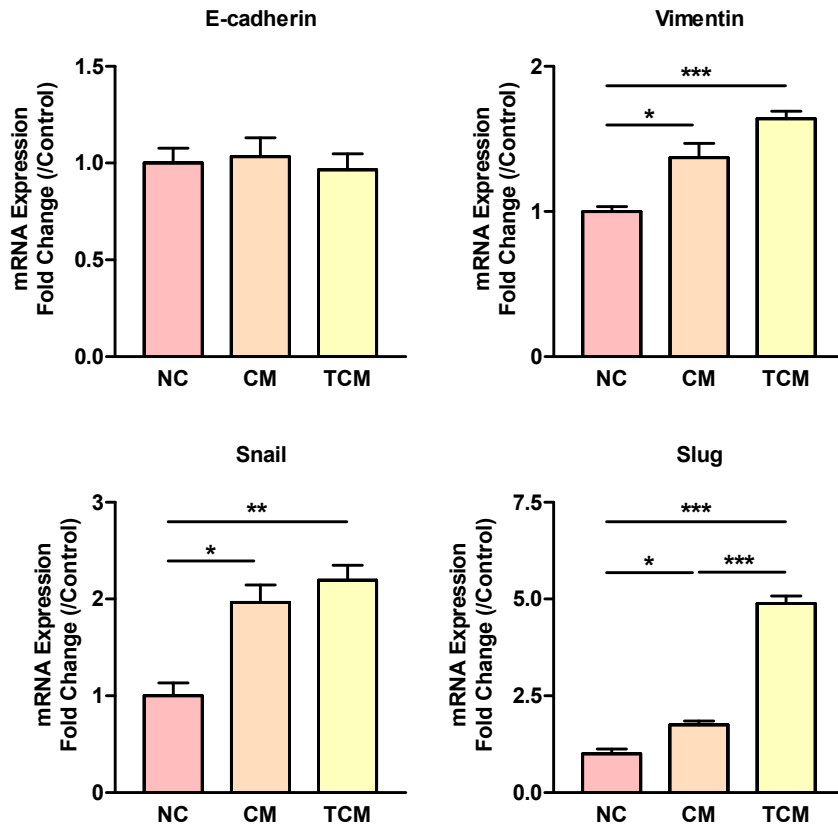 E-cadherin
mRNA Expression
Fold Change (/Control)
1.5
1.0
0.5
0.0
NC CM TCM
Vimentin
mRNA Expression
Fold Change (/Control)
2
1
0
***
*
NC CM TCM
Snail
mRNA Expression
Fold Change (/Control)
3
2
1
0
**
*
NC CM TCM
Slug
mRNA Expression
Fold Change (/Control)
7.5
5.0
2.5
0.0
***
* ***
NC CM TCM